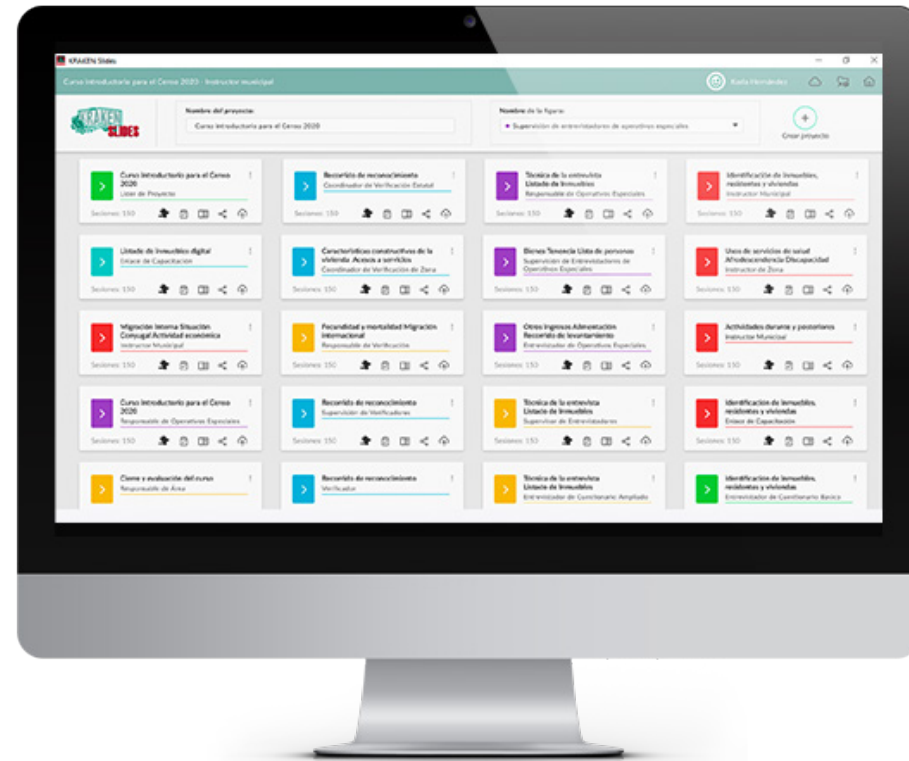 KRAKEN Slides
Curso introductorio para el Censo 2020 - Instructor municipal
Karla Hernández
KRAKEN
SLIDES
Nombre del proyecto:
Curso introductorio para el Censo 2020
Nombre de la figura:
Supervisión de entrevistadores de operativos especiales
Crear proyecto
Curso introductorio para el Censo
2020
Líder de Proyecto
Sesiones: 150
Recorrido de reconocimiento
Coordinador de Verificación Estatal
Sesiones: 150
Técnica de la entrevista
Listado de Inmuebles
Responsable de Operativos Especiales
Sesiones: 150
Identificación de inmuebles,
residentes y viviendas
Instructor Municipal
Sesiones: 150
Listado de inmuebles digital
Enlace de Capacitación
Sesiones: 150
Características constructivas de la
vivienda Acceso a servicios
Coordinador de Verificación de Zona
Sesiones: 150
Bienes Tenencia Lista de personas
Supervisión de Entrevistadores de
Operativos Especiales
Sesiones: 150
Usos de servicios de salud
Afrodescendencia Discapacidad
Instructor de Zona
Sesiones: 150
Migración interna Situación
Conyugal Actividad económica
Instructor Municipal
Sesiones: 150
Fecundidad y mortalidad Migración
internacional
Responsable de Verificación
Sesiones: 150
Otros ingresos Alimentación
Recorrido de levantamiento
Entrevistador de Operativos Especiales
Sesiones: 150
Actividades durante y posteriores
Instructor Municipal
Sesiones: 150
Curso introductorio para el Censo
2020
Responsable de Operativos Especiales
Sesiones: 150
Recorrido de reconocimiento
Supervisión de Verificadores
Sesiones: 150
Técnica de la entrevista
Listado de Inmuebles
Supervisor de Entrevistadores
Sesiones: 150
Identificación de inmuebles,
residentes y viviendas
Enlace de Capacitación
Sesiones: 150
Cierre y evaluación del curso
Responsable de Área
Recorrido de reconocimiento
Verificador
Técnica de la entrevista
Listado de Inmuebles
Entrevistador de Cuestionario Ampliado
Identificación de inmuebles,
residentes y viviendas
Entrevistador de Cuestionario Básico